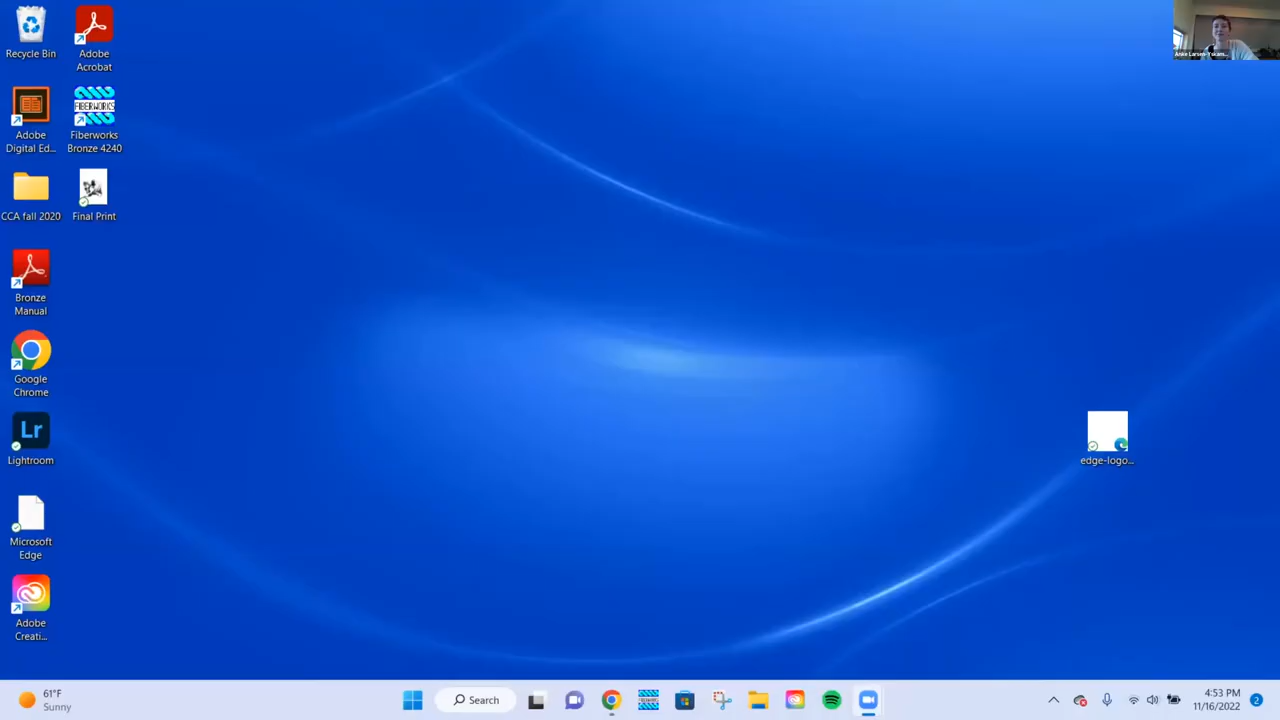 Recycle Bin
Adobe
Acrobat
Adobe
Digital Ed...
FIBERWORKS
Fiberworks
Bronze 4240
CCA fall 2020
Final Print
Bronze
Manual
Google
Chrome
Lr
Lightroom
Microsoft
Edge
Adobe
Creati...
edge-logo...
61°F
Sunny
Search
4:53 PM
11/16/2022
2